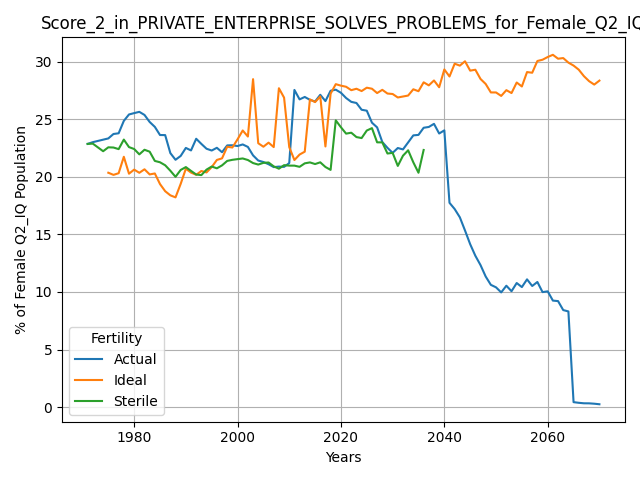 Score_2_in_PRIVATE_ENTERPRISE_SOLVES_PROBLEMS_for_Female_Q2_IQ
% of Female Q2_IQ Population
30
25
20
15
10
5
0
Fertility
Actual
Ideal
Sterile
1980 2000 2020 2040 2060
Years